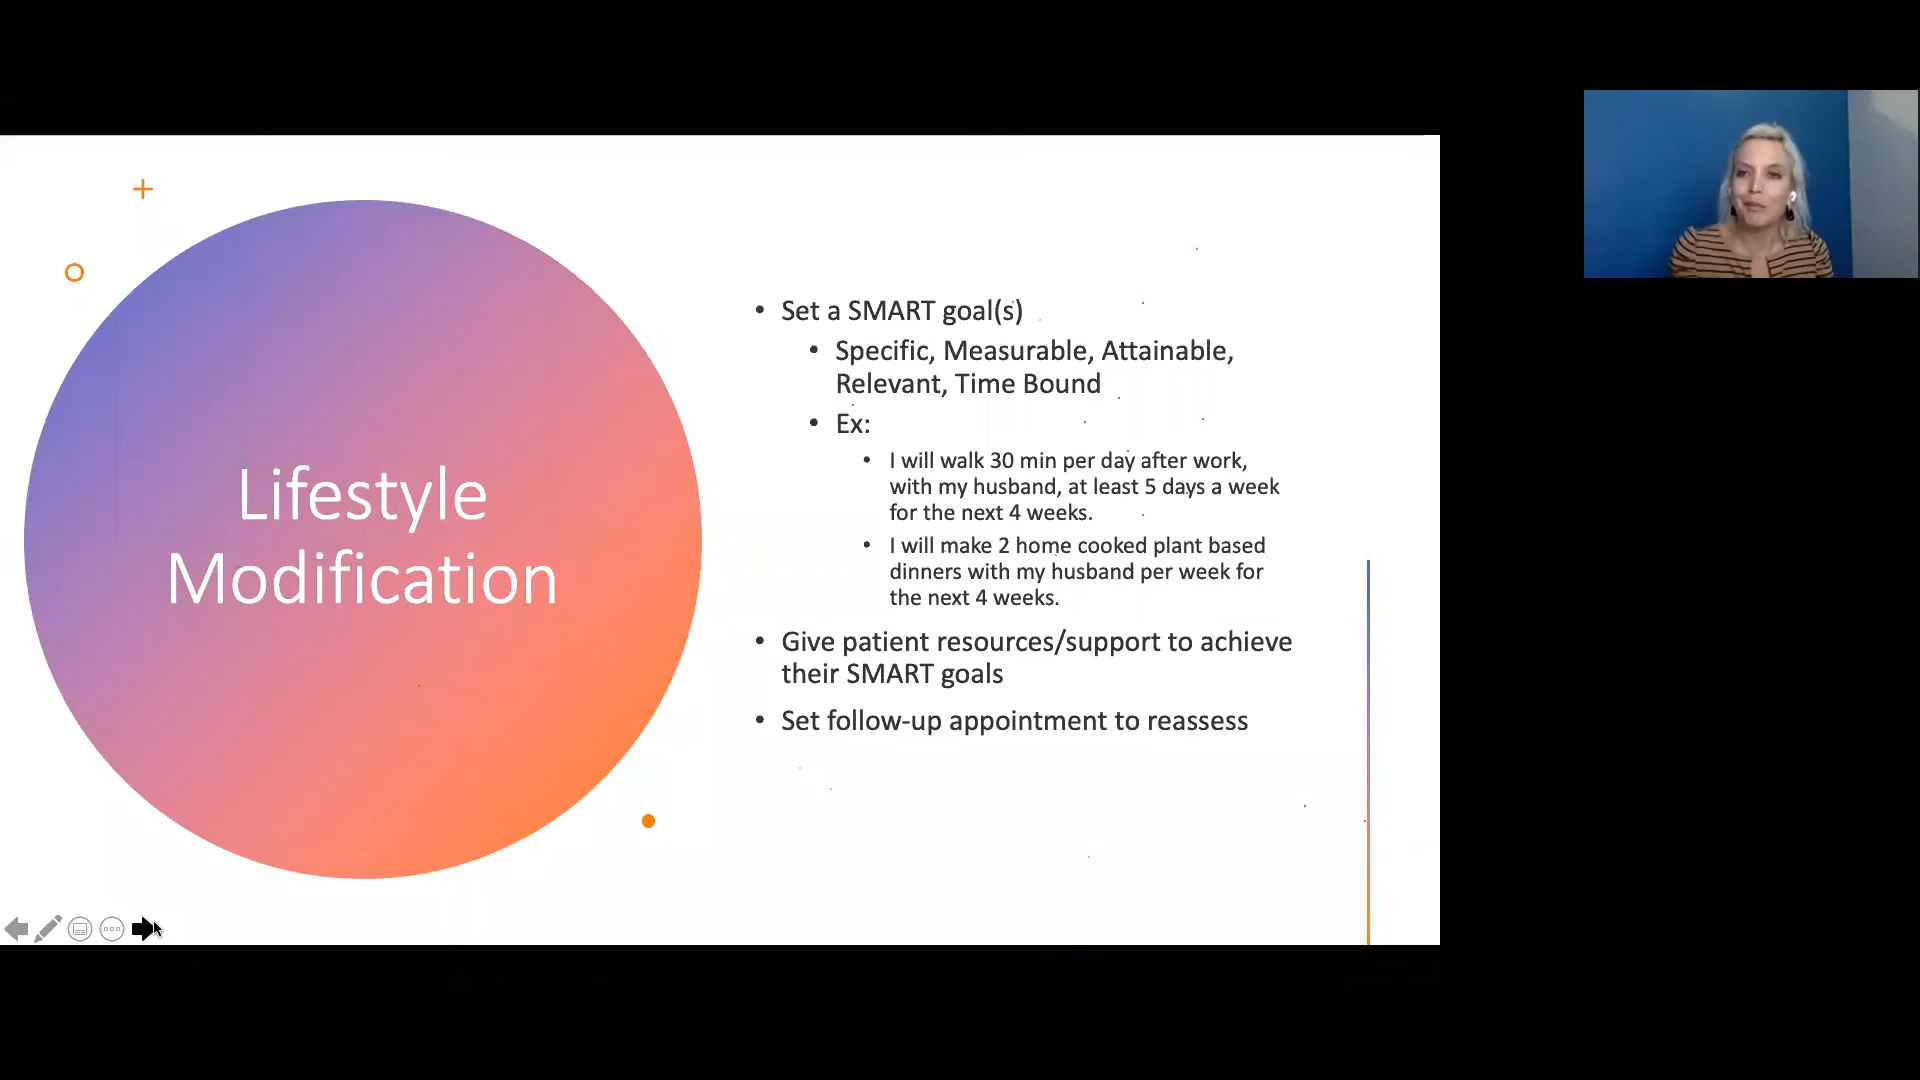 Lifestyle
Modification
• Set a SMART goal(s)
• Specific, Measurable, Attainable,
Relevant, Time Bound
• Ex:
• I will walk 30 min per day after work,
with my husband, at least 5 days a week
for the next 4 weeks.
• I will make 2 home cooked plant based
dinners with my husband per week for
the next 4 weeks.
• Give patient resources/support to achieve
their SMART goals
• Set follow-up appointment to reassess